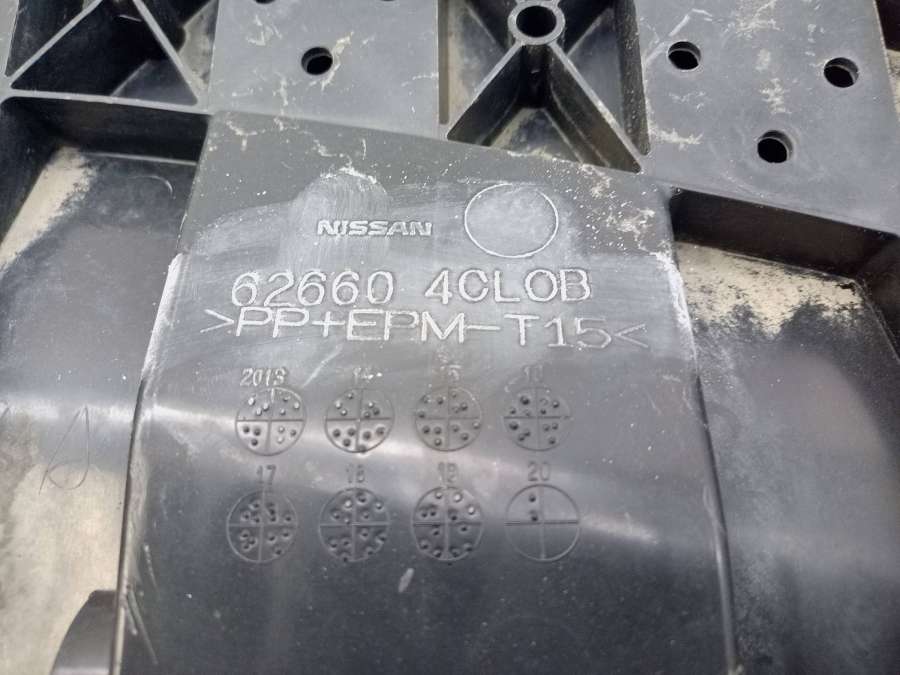 NISSAN
62660 4CL0B
>PP+EPM-T15<
2013 14 15 16
17 18 19 20